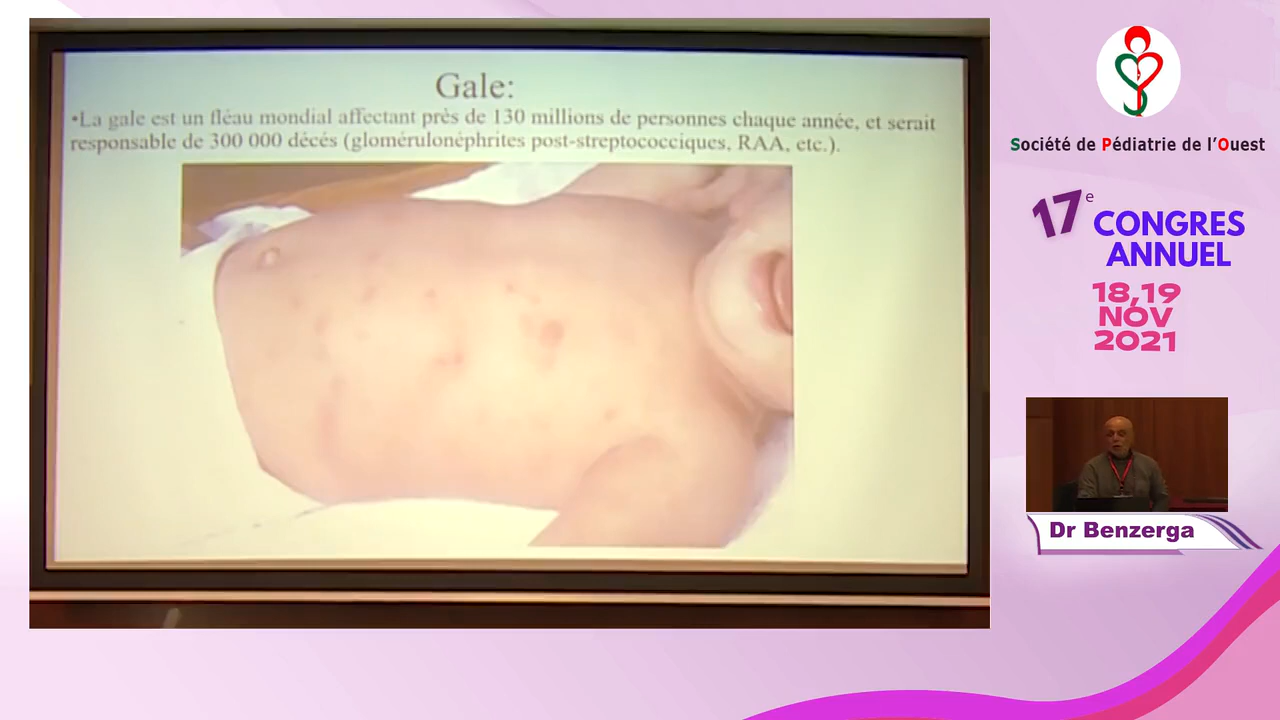 Gale:
•La gale est un fléau mondial affectant près de 130 millions de personnes chaque année, et serait
responsable de 300 000 décés (glomérulonéphrites post-streptococciques, RAA, etc.).
Société de Pédiatrie de l'Ouest
17e
CONGRES
ANNUEL
18,19
NOV
2021
Dr Benzerga